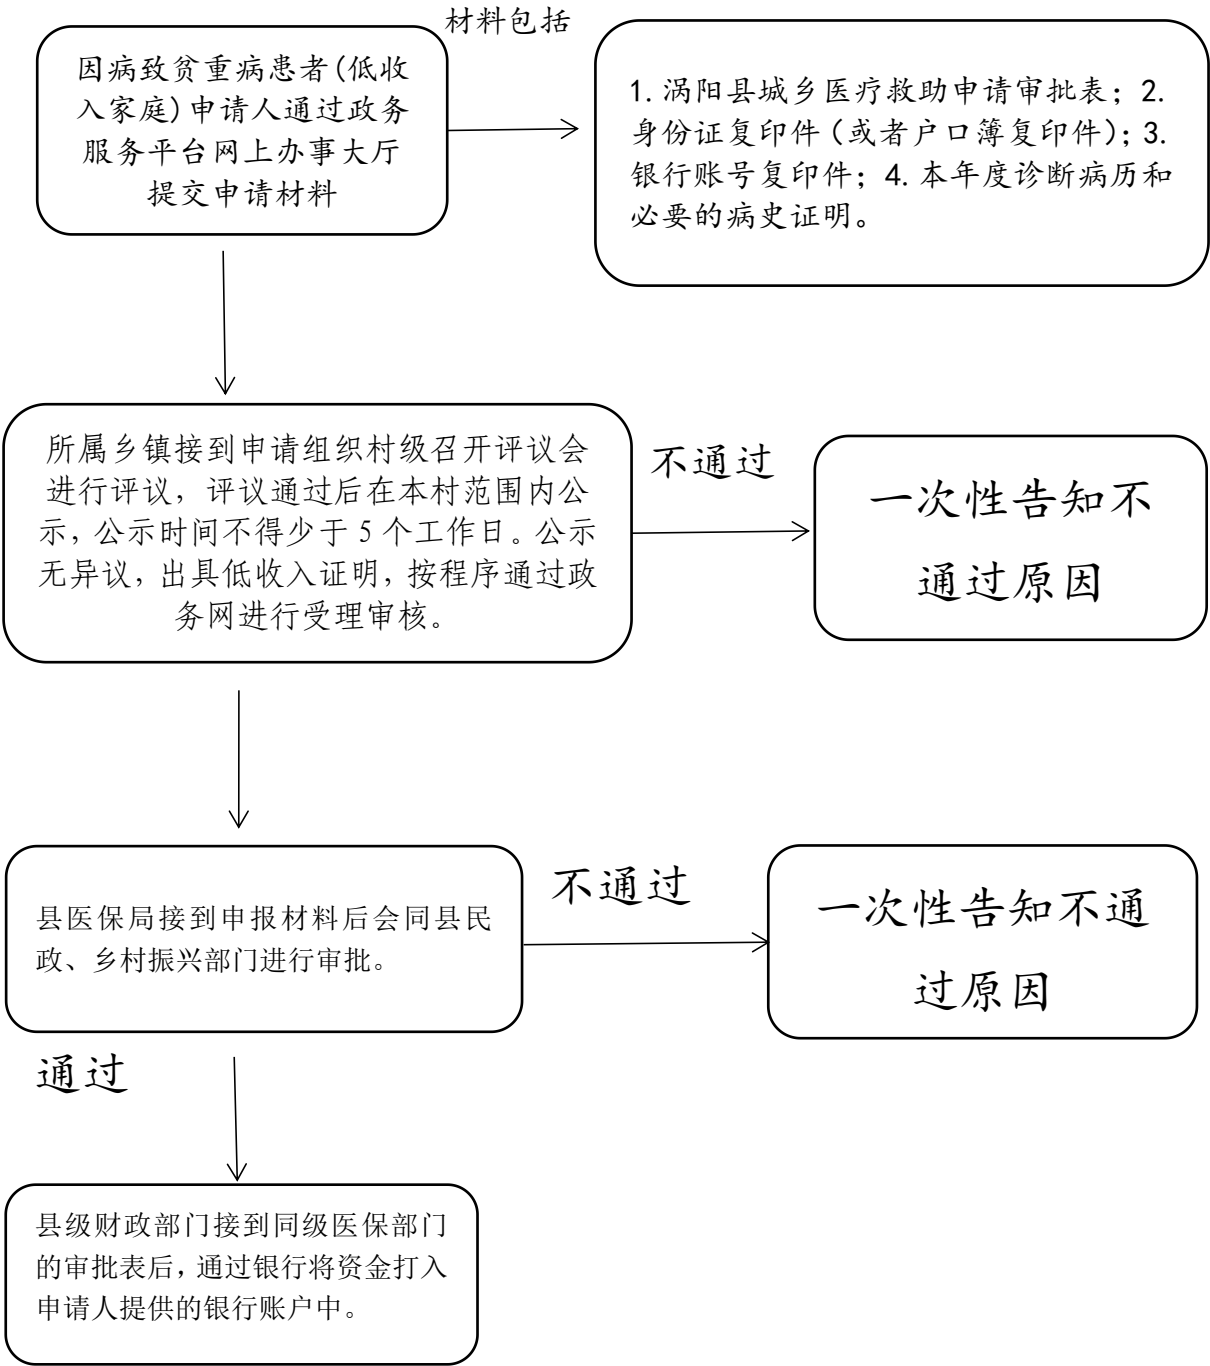 材料包括
因病致贫重病患者(低收
入家庭)申请人通过政务
服务平台网上办事大厅
提交申请材料
1.涡阳县城乡医疗救助申请审批表；2.
身份证复印件（或者户口簿复印件）；3.
银行账号复印件；4.本年度诊断病历和
必要的病史证明。
所属乡镇接到申请组织村级召开评议会
进行评议，评议通过后在本村范围内公
示，公示时间不得少于 5 个工作日。公示
无异议，出具低收入证明，按程序通过政
务网进行受理审核。
不通过
一次性告知不
通过原因
县医保局接到申报材料后会同县民
政、乡村振兴部门进行审批。
不通过
一次性告知不通
过原因
通过
县级财政部门接到同级医保部门
的审批表后，通过银行将资金打入
申请人提供的银行账户中。